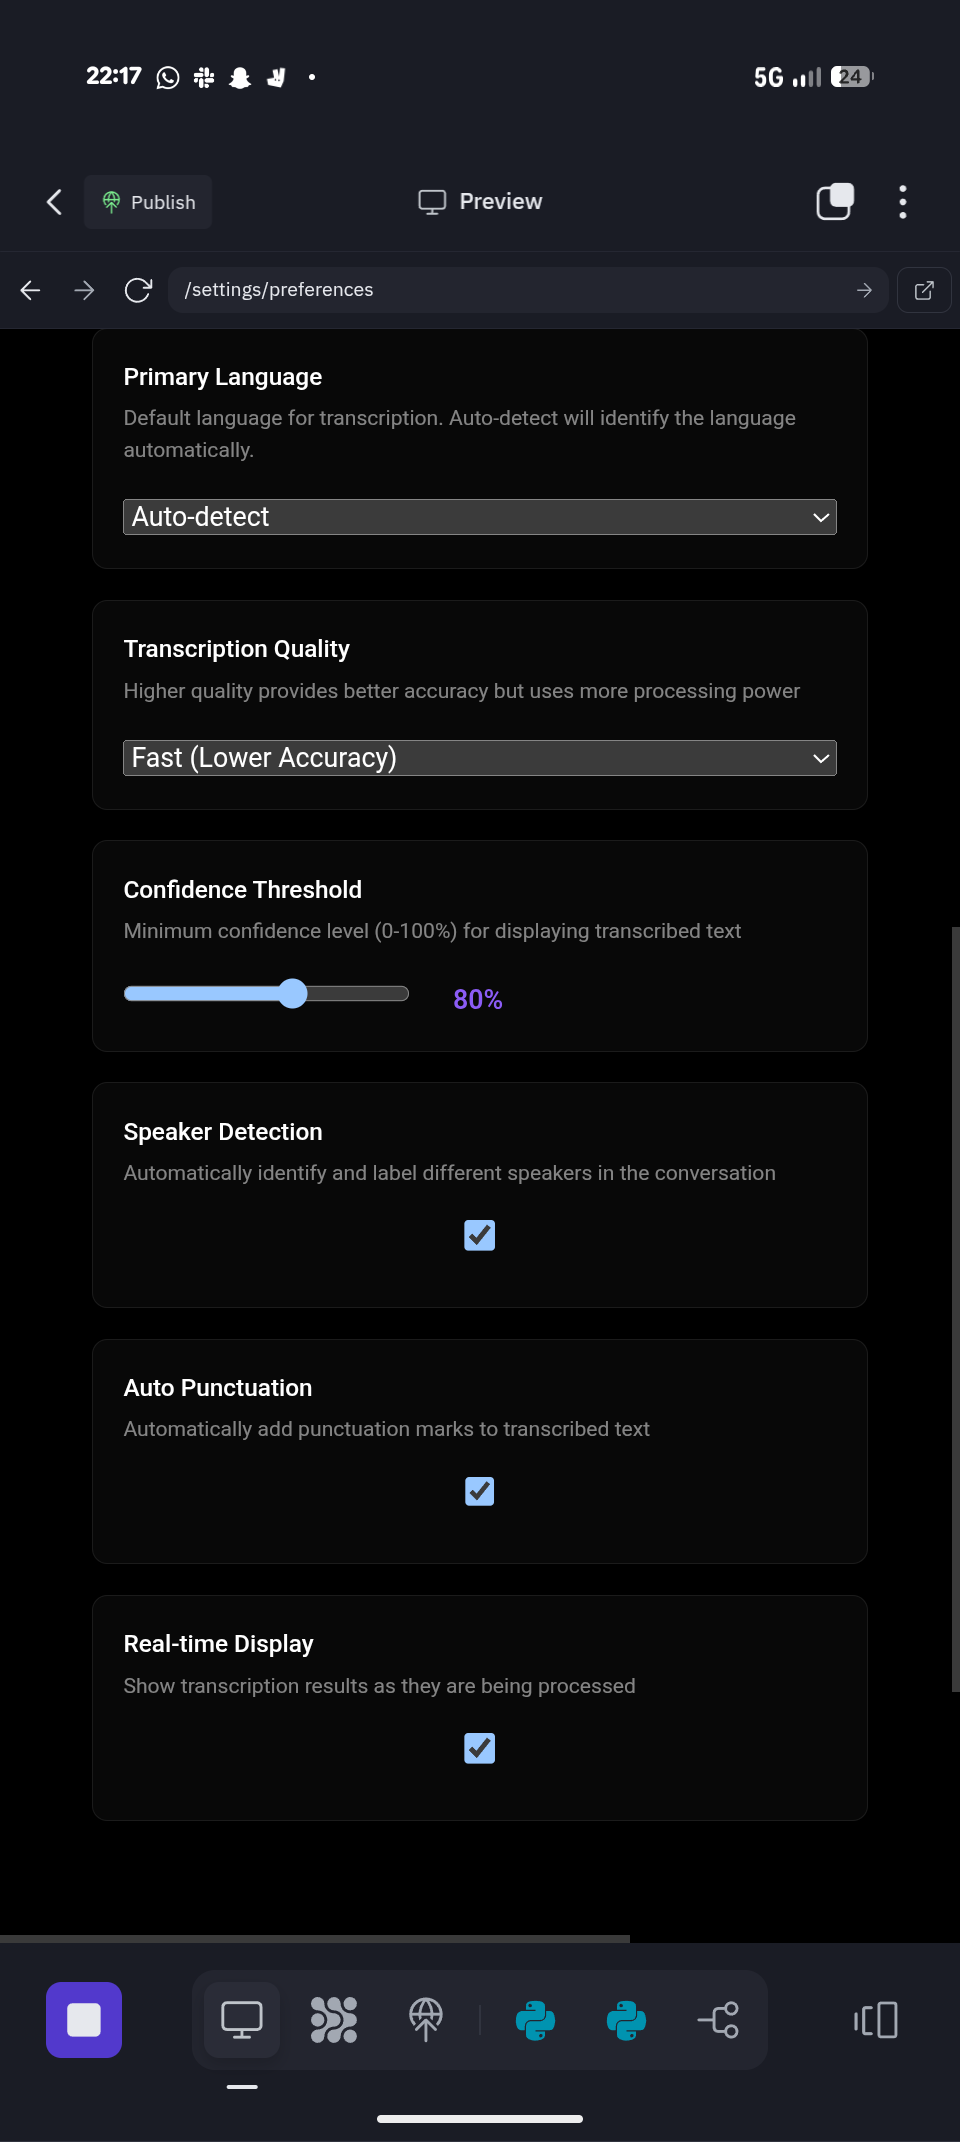 22:17
5G
24
Publish
Preview
/settings/preferences
Primary Language
Default language for transcription. Auto-detect will identify the language
automatically.
Auto-detect
Transcription Quality
Higher quality provides better accuracy but uses more processing power
Fast (Lower Accuracy)
Confidence Threshold
Minimum confidence level (0-100%) for displaying transcribed text
80%
Speaker Detection
Automatically identify and label different speakers in the conversation
Auto Punctuation
Automatically add punctuation marks to transcribed text
Real-time Display
Show transcription results as they are being processed